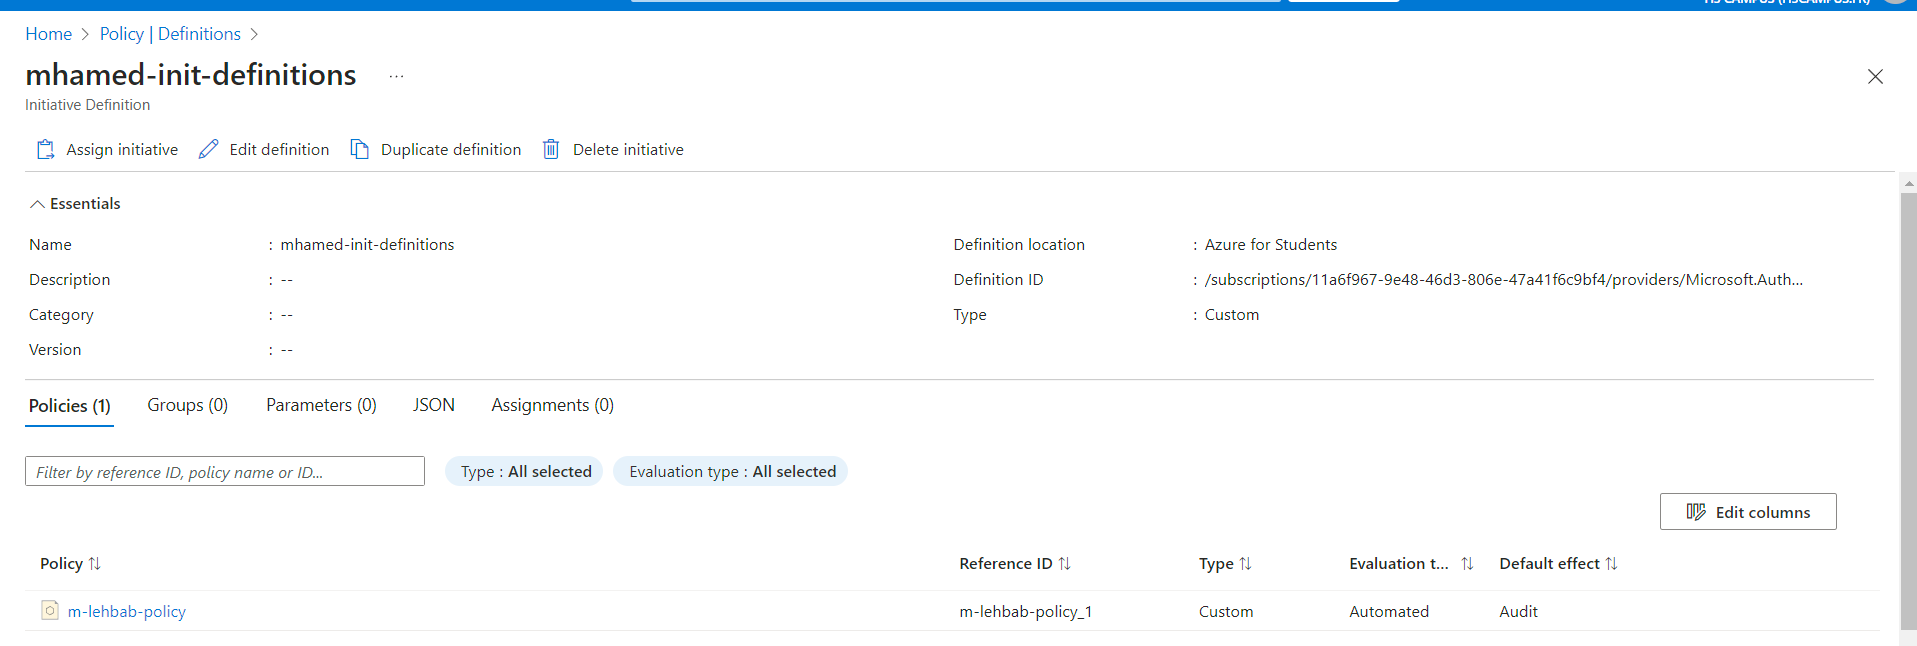 Home > Policy | Definitions >
mhamed-init-definitions ...
Initiative Definition
Assign initiative Edit definition Duplicate definition Delete initiative
Essentials
Name : mhamed-init-definitions Definition location : Azure for Students
Description : -- Definition ID : /subscriptions/11a6f967-9e48-46d3-806e-47a41f6c9bf4/providers/Microsoft.Auth...
Category : -- Type : Custom
Version : --
Policies (1) Groups (0) Parameters (0) JSON Assignments (0)
Filter by reference ID, policy name or ID... Type : All selected Evaluation type : All selected
Edit columns
Policy Reference ID Type Evaluation t... Default effect
m-lehbab-policy m-lehbab-policy_1 Custom Automated Audit